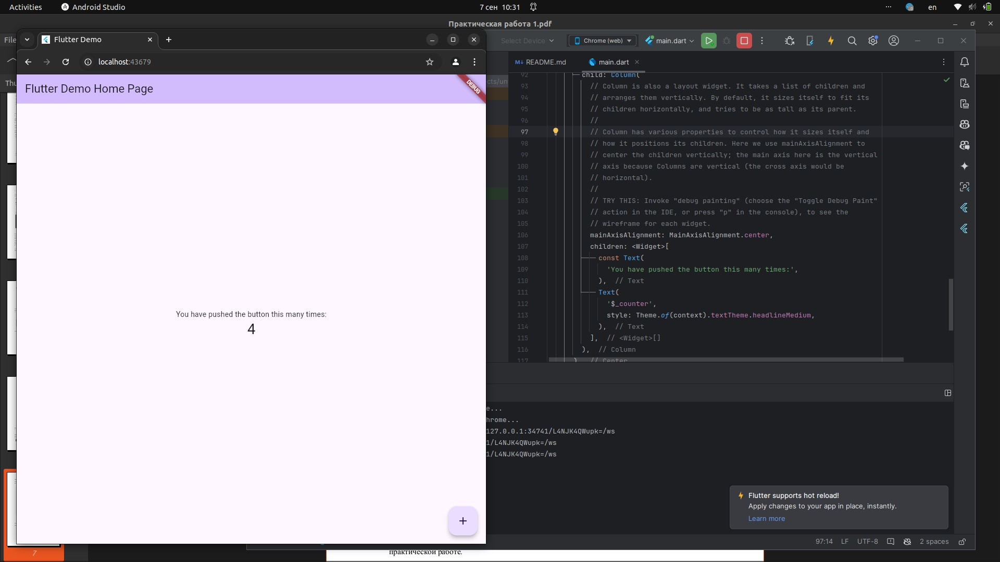 Activities
Android Studio
7 сен 10:31
en
Практическая работа 1.pdf
File
Flutter Demo
Select Device
Chrome (web)
main.dart
localhost:43679
README.md
main.dart
Thu
Flutter Demo Home Page
DEBUG
You have pushed the button this many times:
4
+
92 child: Column(
93 // Column is also a layout widget. It takes a list of children and
94 // arranges them vertically. By default, it sizes itself to fit its
95 // children horizontally, and tries to be as tall as its parent.
96 //
97 // Column has various properties to control how it sizes itself and
98 // how it positions its children. Here we use mainAxisAlignment to
99 // center the children vertically; the main axis here is the vertical
100 // axis because Columns are vertical (the cross axis would be
101 // horizontal).
102 //
103 // TRY THIS: Invoke "debug painting" (choose the "Toggle Debug Paint"
104 // action in the IDE, or press "p" in the console), to see the
105 // wireframe for each widget.
106 mainAxisAlignment: MainAxisAlignment.center,
107 children: <Widget>[
108 const Text(
109 'You have pushed the button this many times:',
110 ), // Text
111 Text(
112 '$_counter',
113 style: Theme.of(context).textTheme.headlineMedium,
114 ), // Text
115 ], // <Widget>[]
116 ), // Column
117 ) // Center
e...
hrome...
127.0.0.1:34741/L4NJK4QWupk=/ws
1/L4NJK4QWupk=/ws
1/L4NJK4QWupk=/ws
Flutter supports hot reload!
Apply changes to your app in place, instantly.
Learn more
97:14 LF UTF-8 2 spaces
7
практической работе.